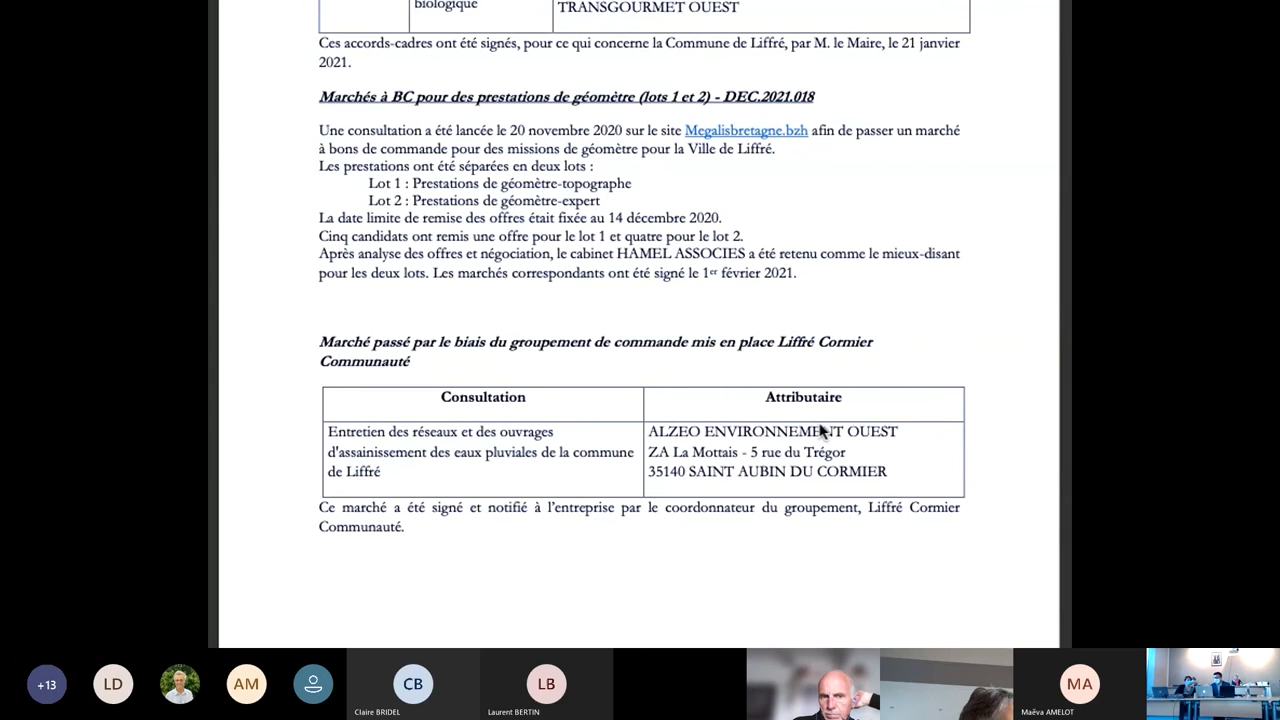 biologique
TRANSGOURMET OUEST
Ces accords-cadres ont été signés, pour ce qui concerne la Commune de Liffré, par M. le Maire, le 21 janvier
2021.
Marchés à BC pour des prestations de géomètre (lots 1 et 2) - DEC.2021.018
Une consultation a été lancée le 20 novembre 2020 sur le site Megalisbretagne.bzh afin de passer un marché
à bons de commande pour des missions de géomètre pour la Ville de Liffré.
Les prestations ont été séparées en deux lots :
Lot 1 : Prestations de géomètre-topographe
Lot 2 : Prestations de géomètre-expert
La date limite de remise des offres était fixée au 14 décembre 2020.
Cinq candidats ont remis une offre pour le lot 1 et quatre pour le lot 2.
Après analyse des offres et négociation, le cabinet HAMEL ASSOCIES a été retenu comme le mieux-disant
pour les deux lots. Les marchés correspondants ont été signé le 1er février 2021.
Marché passé par le biais du groupement de commande mis en place Liffré Cormier
Communauté
Consultation
Attributaire
Entretien des réseaux et des ouvrages
d'assainissement des eaux pluviales de la commune
de Liffré
ALZEO ENVIRONNEMENT OUEST
ZA La Mottais - 5 rue du Trégor
35140 SAINT AUBIN DU CORMIER
Ce marché a été signé et notifié à l'entreprise par le coordonnateur du groupement, Liffré Cormier
Communauté.
+13
LD
AM
CB
Claire BRIDEL
LB
Laurent BERTIN
MA
Maëva AMELOT